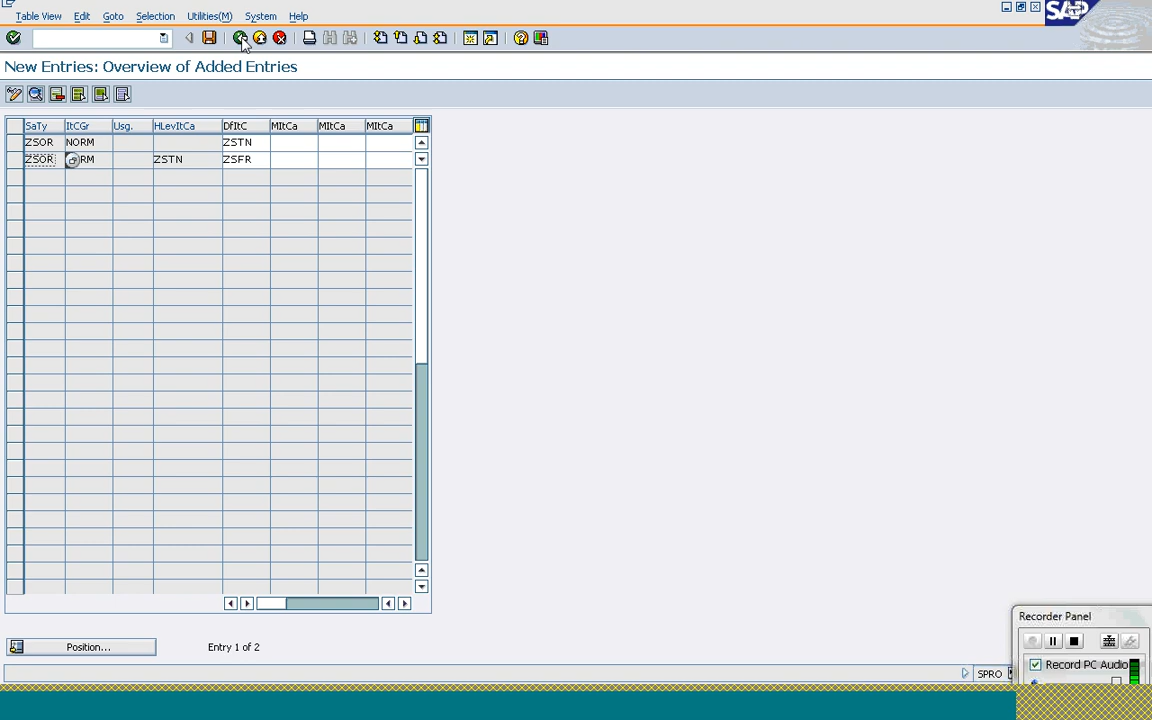 Table View Edit Goto Selection Utilities(M) System Help
SAP
New Entries: Overview of Added Entries
SaTy ItCGr Usg. HLevItCa DfItC MItCa MItCa MItCa
ZSOR NORM ZSTN
ZSOR RM ZSTN ZSFR
Position... Entry 1 of 2
Recorder Panel
Record PC Audio
SPRO